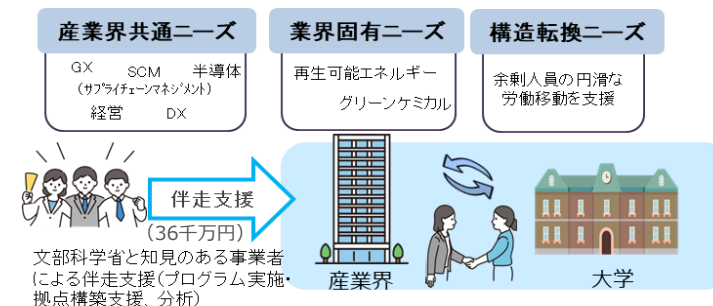 産業界共通ニーズ
GX SCM 半導体
（サプライチェーンマネジメント）
経営 DX
業界固有ニーズ
再生可能エネルギー
グリーンケミカル
構造転換ニーズ
余剰人員の円滑な
労働移動を支援
伴走支援
（36千万円）
文部科学省と知見のある事業者
による伴走支援（プログラム実施・
拠点構築支援、分析）
産業界
大学